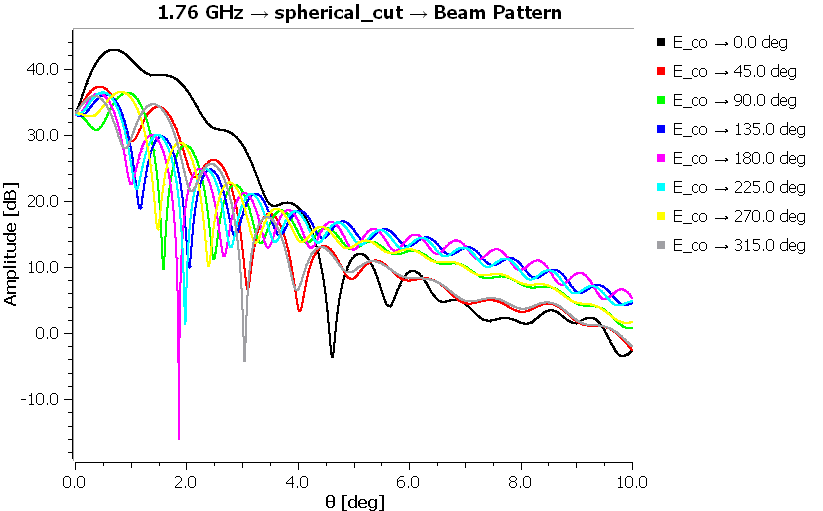 1.76 GHz → spherical_cut → Beam Pattern
E_co → 0.0 deg
E_co → 45.0 deg
E_co → 90.0 deg
E_co → 135.0 deg
E_co → 180.0 deg
E_co → 225.0 deg
E_co → 270.0 deg
E_co → 315.0 deg
Amplitude [dB]
40.0
30.0
20.0
10.0
0.0
-10.0
0.0 2.0 4.0 6.0 8.0 10.0
θ [deg]